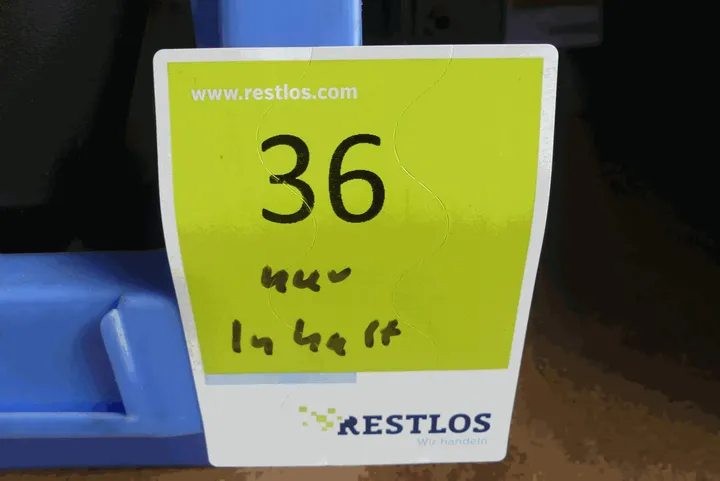 www.restlos.com
36
nur
Inhalt
RESTLOS
Wir handeln